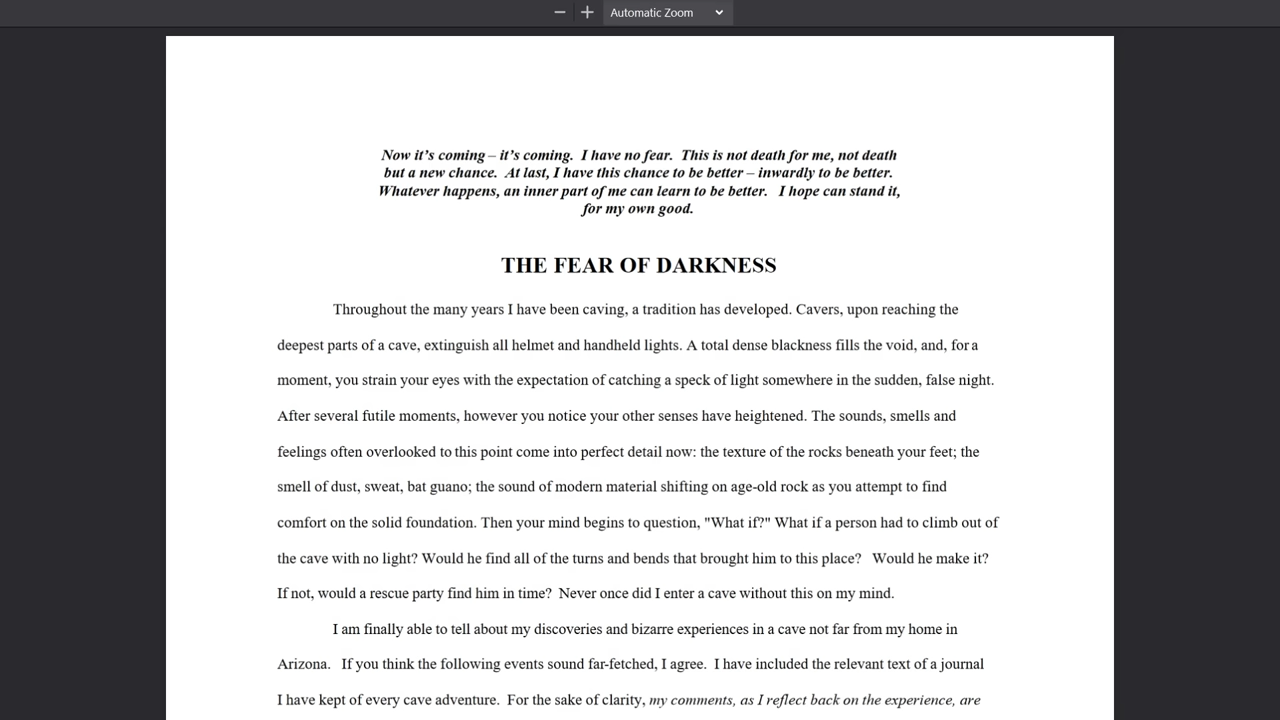 Automatic Zoom
Now it’s coming – it’s coming.  I have no fear.  This is not death for me, not death
but a new chance.  At last, I have this chance to be better – inwardly to be better.
Whatever happens, an inner part of me can learn to be better.   I hope can stand it,
for my own good.
THE FEAR OF DARKNESS
Throughout the many years I have been caving, a tradition has developed. Cavers, upon reaching the
deepest parts of a cave, extinguish all helmet and handheld lights. A total dense blackness fills the void, and, for a
moment, you strain your eyes with the expectation of catching a speck of light somewhere in the sudden, false night.
After several futile moments, however you notice your other senses have heightened. The sounds, smells and
feelings often overlooked to this point come into perfect detail now: the texture of the rocks beneath your feet; the
smell of dust, sweat, bat guano; the sound of modern material shifting on age-old rock as you attempt to find
comfort on the solid foundation. Then your mind begins to question, "What if?" What if a person had to climb out of
the cave with no light? Would he find all of the turns and bends that brought him to this place?   Would he make it?
If not, would a rescue party find him in time?  Never once did I enter a cave without this on my mind.
I am finally able to tell about my discoveries and bizarre experiences in a cave not far from my home in
Arizona.   If you think the following events sound far-fetched, I agree.  I have included the relevant text of a journal
I have kept of every cave adventure.  For the sake of clarity, my comments, as I reflect back on the experience, are